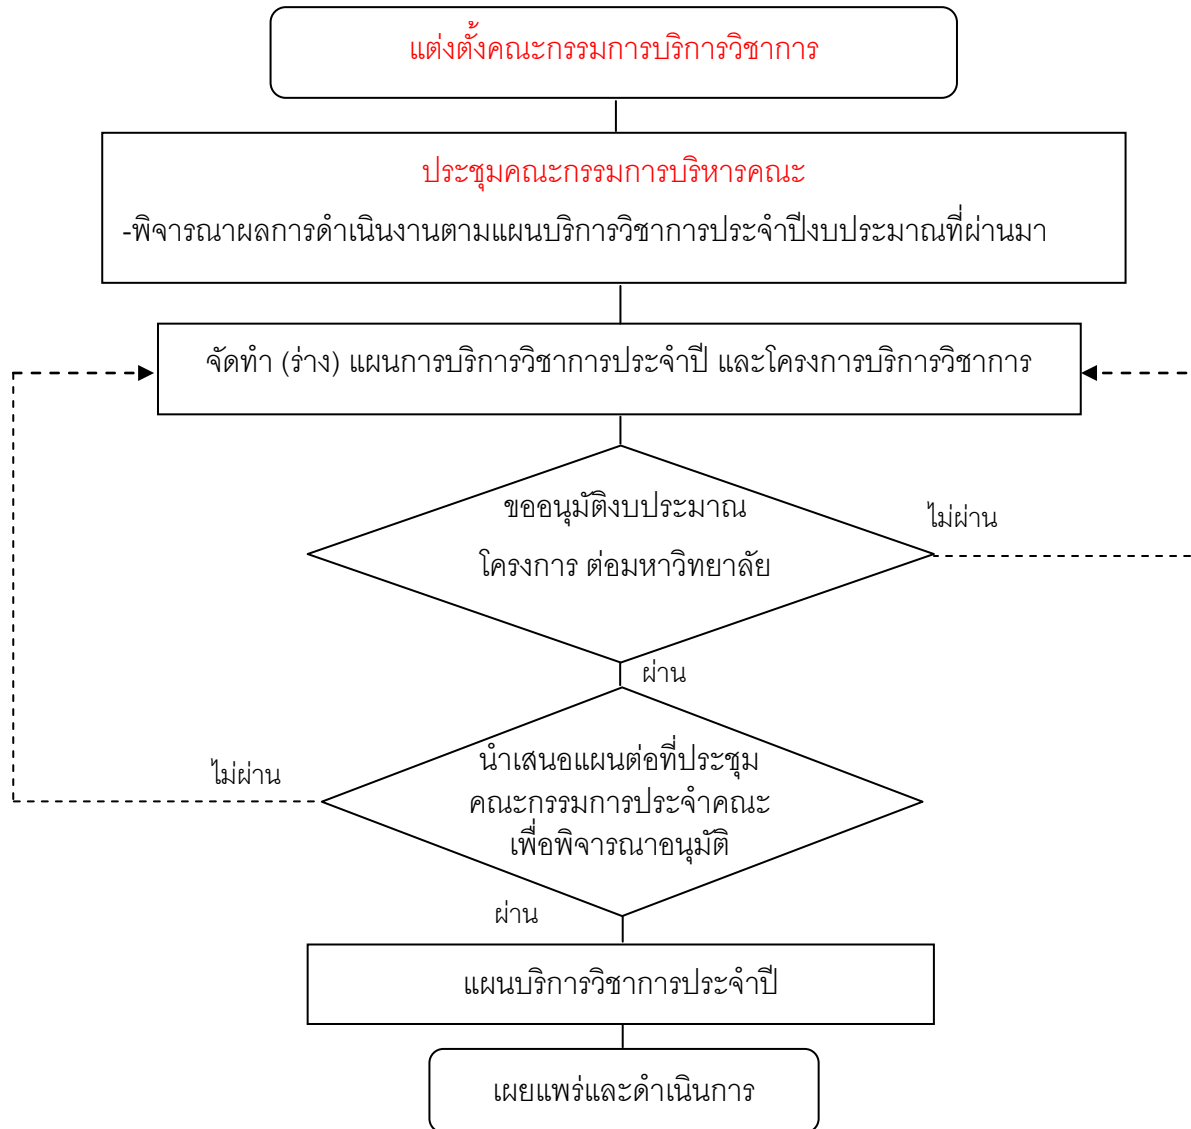 แต่งตั้งคณะกรรมการบริการวิชาการ
ประชุมคณะกรรมการบริหารคณะ
-พิจารณาผลการดำเนินงานตามแผนบริการวิชาการประจำปีงบประมาณที่ผ่านมา
จัดทำ (ร่าง) แผนการบริการวิชาการประจำปี และโครงการบริการวิชาการ
ขออนุมัติงบประมาณ
โครงการ ต่อมหาวิทยาลัย
ไม่ผ่าน
ผ่าน
นำเสนอแผนต่อที่ประชุม
คณะกรรมการประจำคณะ
เพื่อพิจารณาอนุมัติ
ไม่ผ่าน
ผ่าน
แผนบริการวิชาการประจำปี
เผยแพร่และดำเนินการ